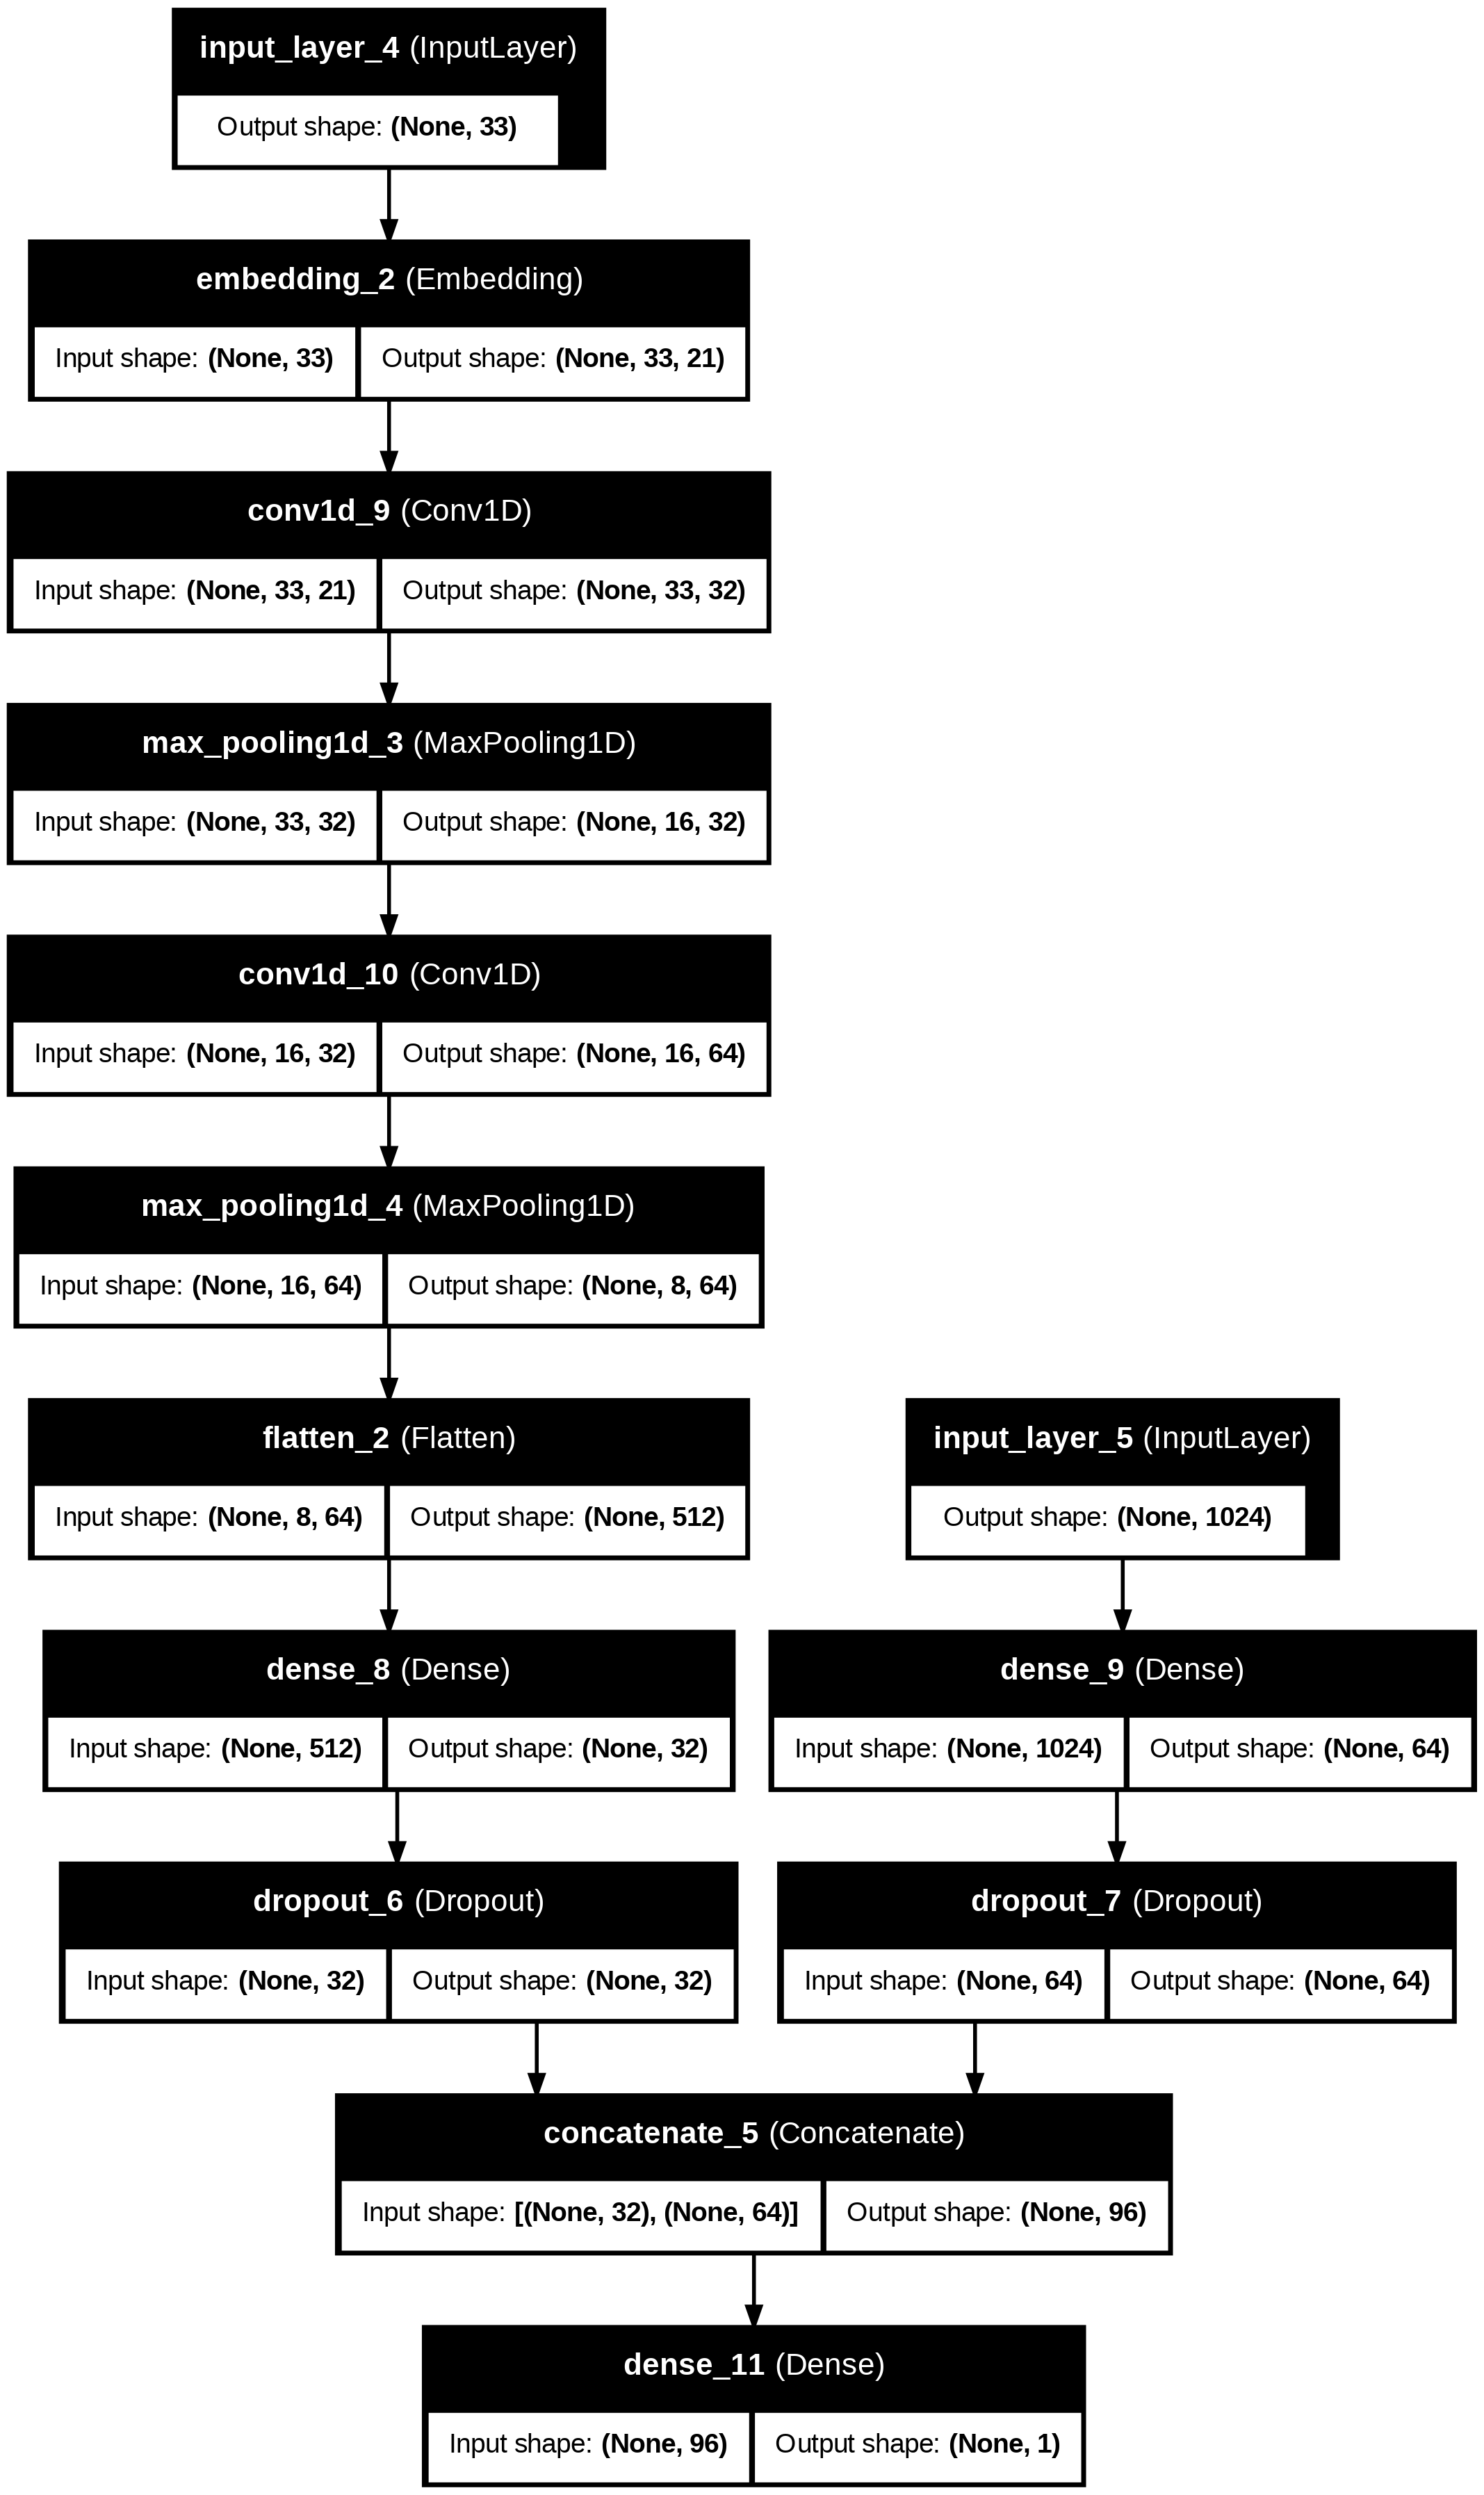 input_layer_4 (InputLayer)
Output shape: (None, 33)
embedding_2 (Embedding)
Input shape: (None, 33) Output shape: (None, 33, 21)
conv1d_9 (Conv1D)
Input shape: (None, 33, 21) Output shape: (None, 33, 32)
max_pooling1d_3 (MaxPooling1D)
Input shape: (None, 33, 32) Output shape: (None, 16, 32)
conv1d_10 (Conv1D)
Input shape: (None, 16, 32) Output shape: (None, 16, 64)
max_pooling1d_4 (MaxPooling1D)
Input shape: (None, 16, 64) Output shape: (None, 8, 64)
flatten_2 (Flatten)
Input shape: (None, 8, 64) Output shape: (None, 512)
input_layer_5 (InputLayer)
Output shape: (None, 1024)
dense_8 (Dense)
Input shape: (None, 512) Output shape: (None, 32)
dense_9 (Dense)
Input shape: (None, 1024) Output shape: (None, 64)
dropout_6 (Dropout)
Input shape: (None, 32) Output shape: (None, 32)
dropout_7 (Dropout)
Input shape: (None, 64) Output shape: (None, 64)
concatenate_5 (Concatenate)
Input shape: [(None, 32), (None, 64)] Output shape: (None, 96)
dense_11 (Dense)
Input shape: (None, 96) Output shape: (None, 1)